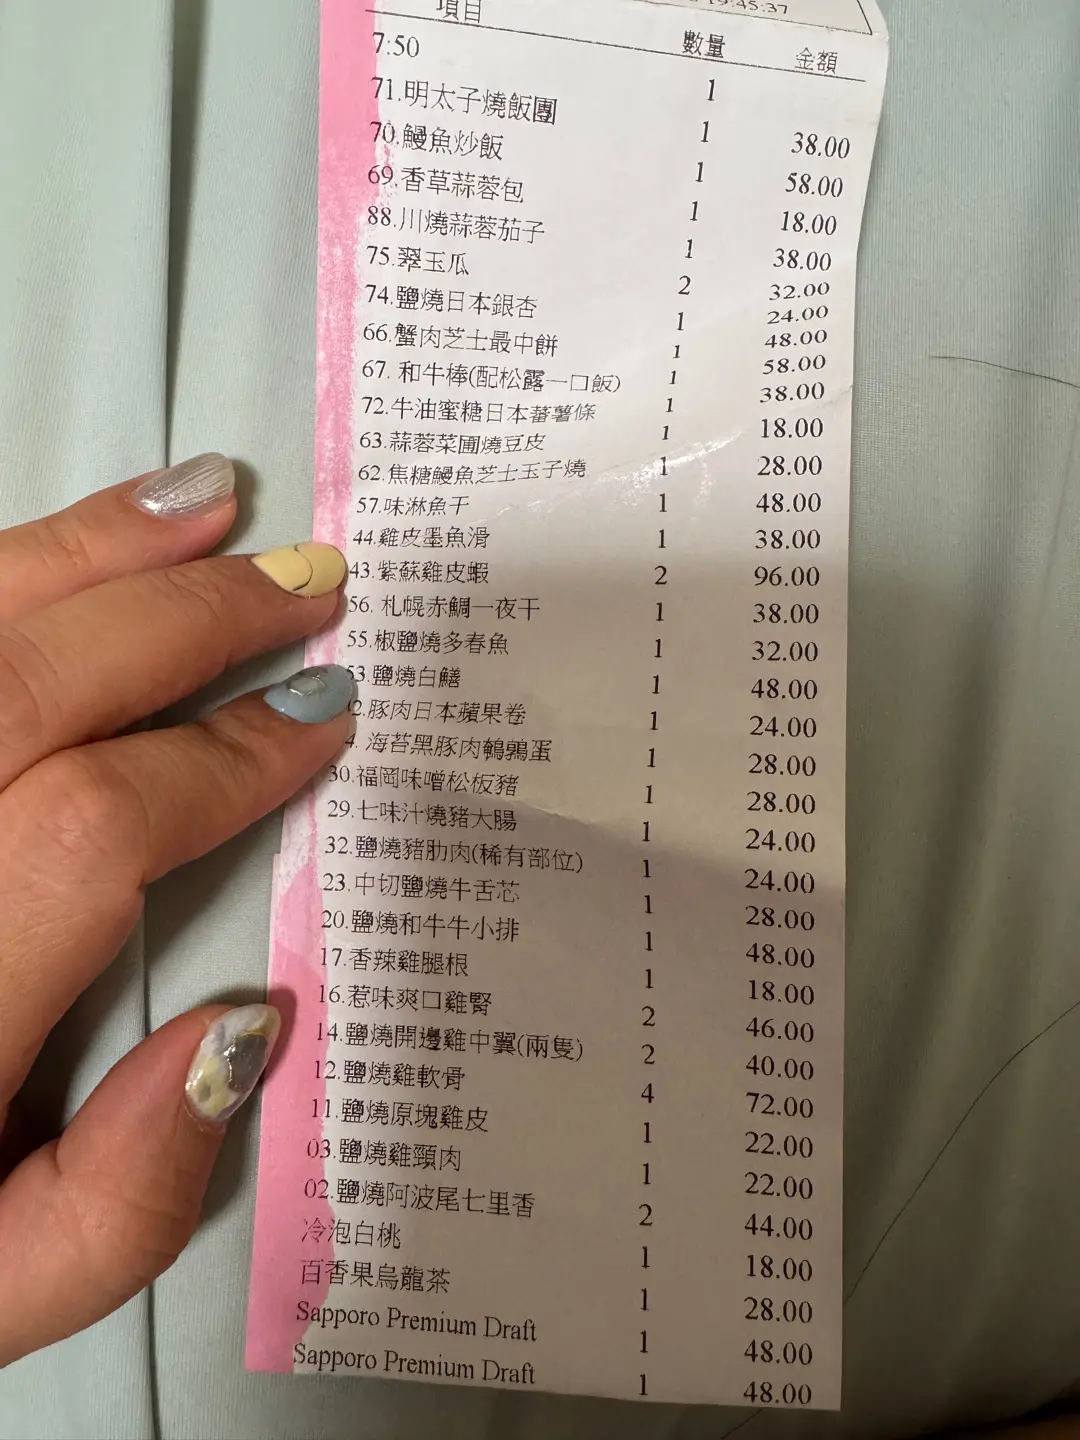 19:45:37
項目 數量 金額
7:50 1
71.明太子燒飯團 1 38.00
70.鰻魚炒飯 1 58.00
69.香草蒜蓉包 1 18.00
88.川燒蒜蓉茄子 1 38.00
75.翠玉瓜 2 32.00
74.鹽燒日本銀杏 1 24.00
66.蟹肉芝士最中餅 1 48.00
67. 和牛棒(配松露一口飯) 1 58.00
72.牛油蜜糖日本蕃薯條 1 38.00
63.蒜蓉菜圃燒豆皮 1 18.00
62.焦糖鰻魚芝士玉子燒 1 28.00
57.味淋魚干 1 48.00
44.雞皮墨魚滑 1 38.00
43.紫蘇雞皮蝦 2 96.00
56. 札幌赤鯛一夜干 1 38.00
55.椒鹽燒多春魚 1 32.00
53.鹽燒白鱔 1 48.00
2.豚肉日本蘋果卷 1 24.00
4. 海苔黑豚肉鵪鶉蛋 1 28.00
30.福岡味噌松板豬 1 28.00
29.七味汁燒豬大腸 1 24.00
32.鹽燒豬肋肉(稀有部位) 1 24.00
23.中切鹽燒牛舌芯 1 28.00
20.鹽燒和牛牛小排 1 48.00
17.香辣雞腿根 1 18.00
16.惹味爽口雞腎 2 46.00
14.鹽燒開邊雞中翼(兩隻) 2 40.00
12.鹽燒雞軟骨 4 72.00
11.鹽燒原塊雞皮 1 22.00
03.鹽燒雞頸肉 1 22.00
02.鹽燒阿波尾七里香 2 44.00
冷泡白桃 1 18.00
百香果烏龍茶 1 28.00
Sapporo Premium Draft 1 48.00
Sapporo Premium Draft 1 48.00